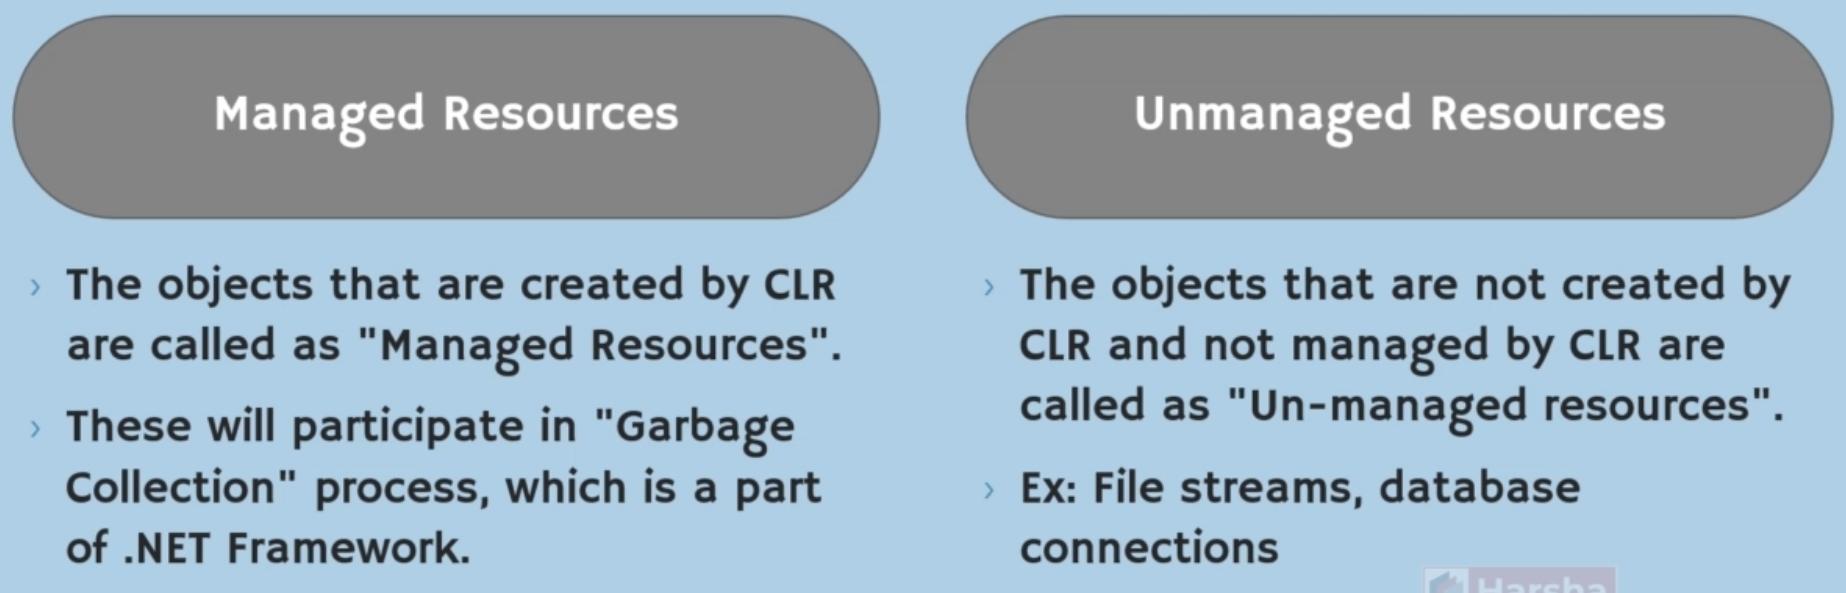 Managed Resources
The objects that are created by CLR
are called as "Managed Resources".
These will participate in "Garbage
Collection" process, which is a part
of .NET Framework.
Unmanaged Resources
The objects that are not created by
CLR and not managed by CLR are
called as "Un-managed resources".
Ex: File streams, database
connections
Harsha